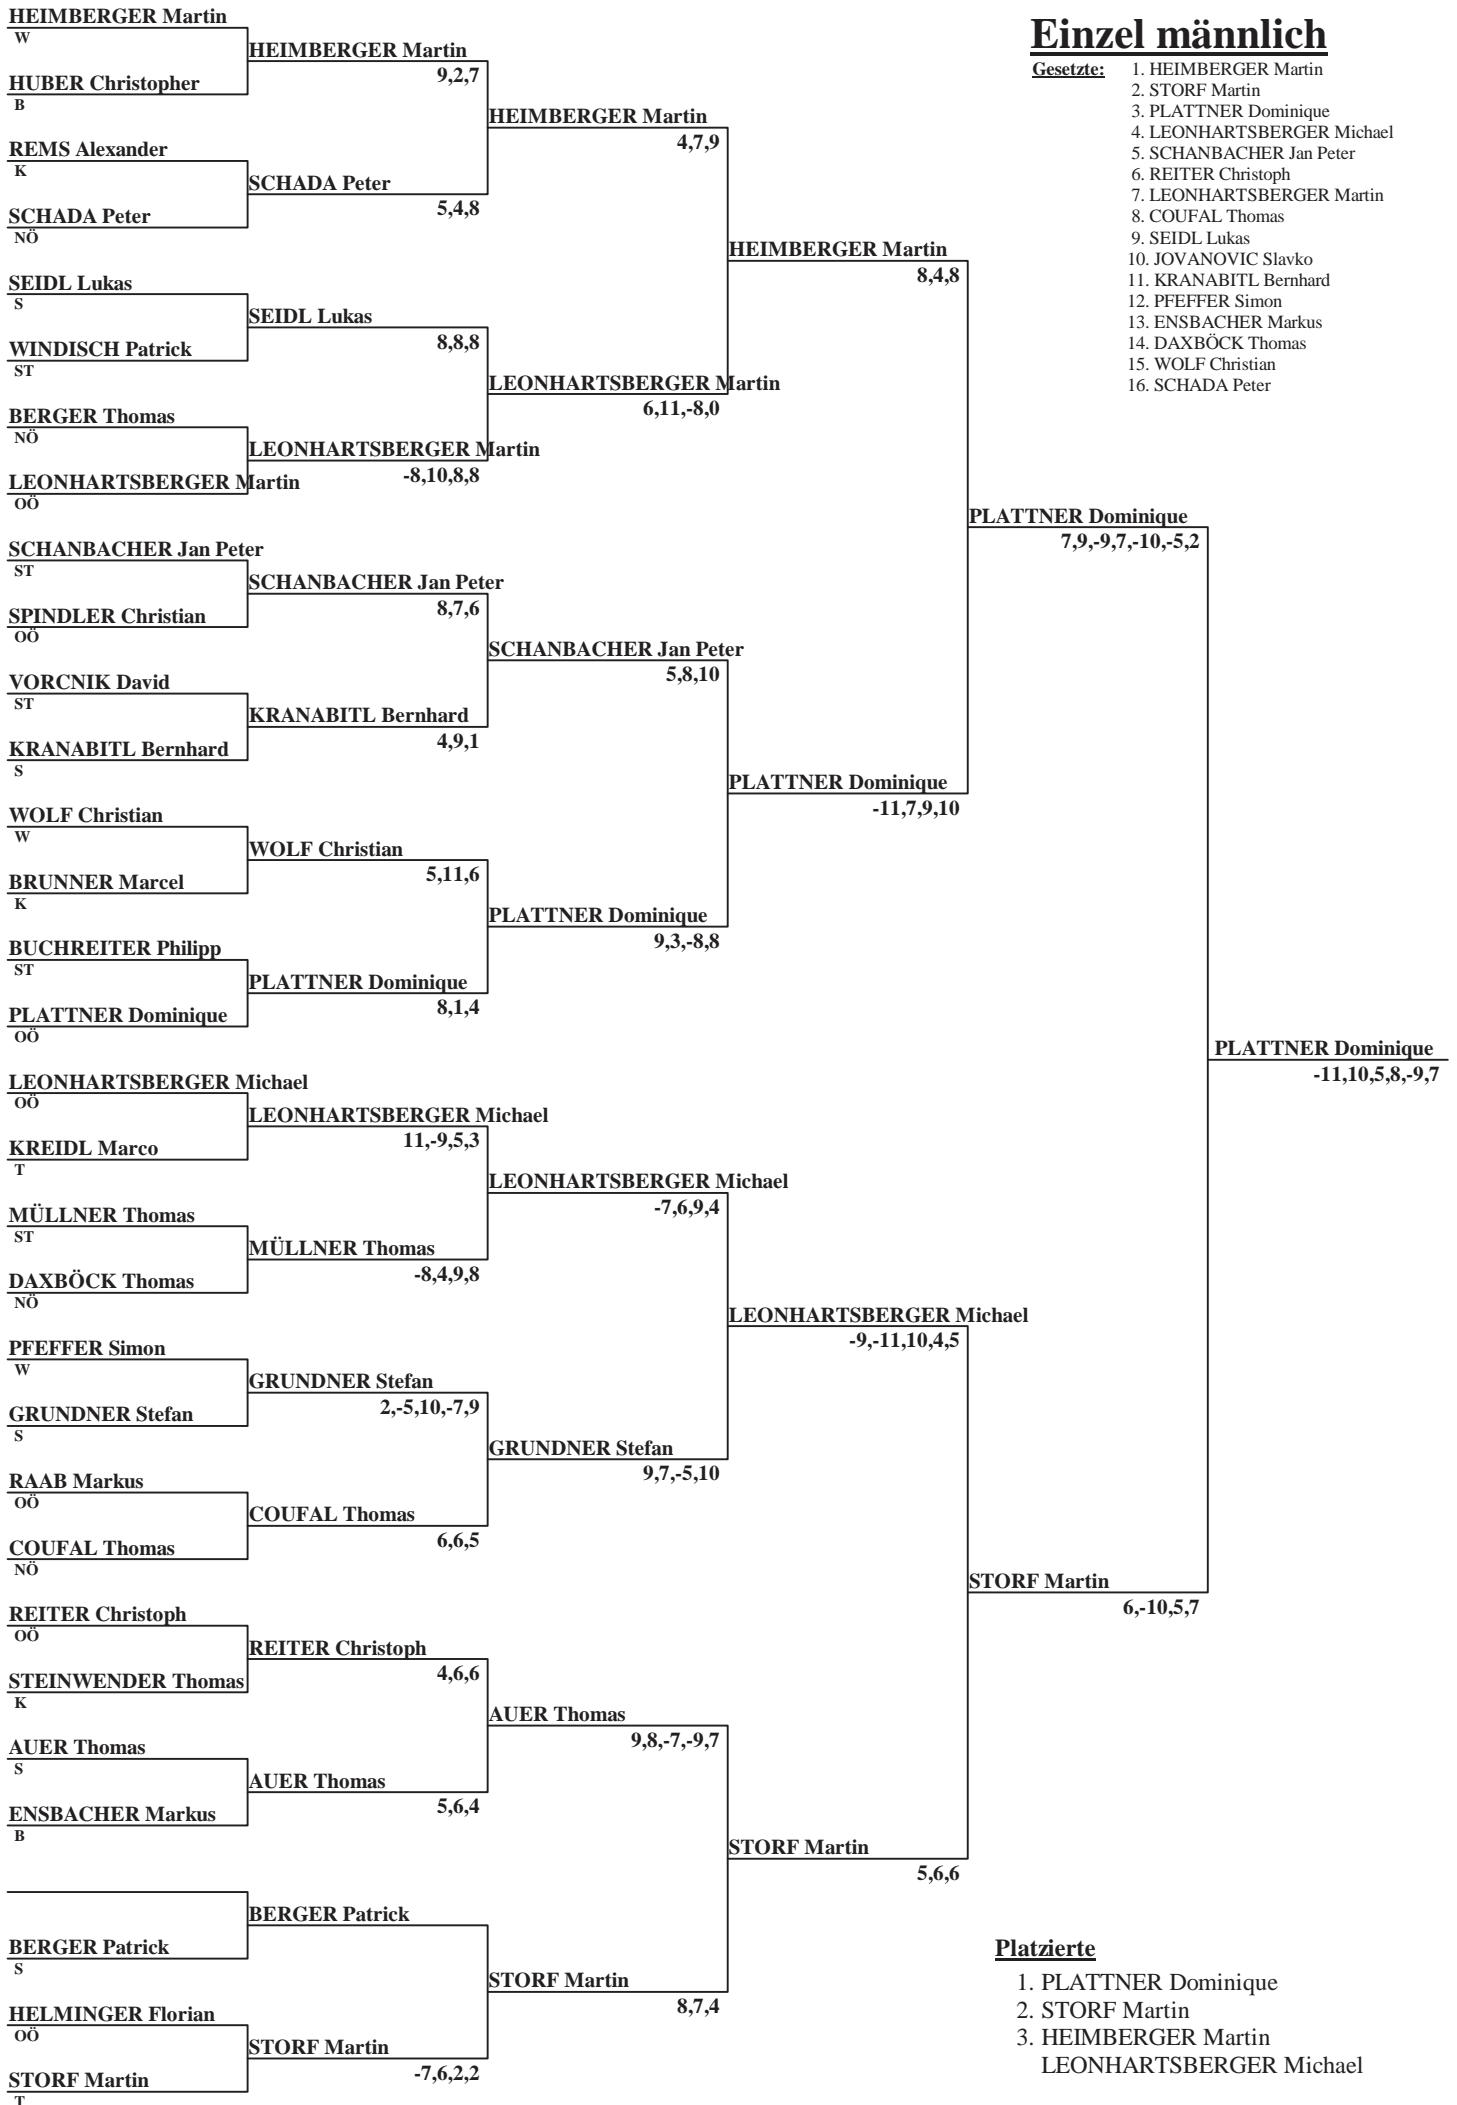 Einzel männlich
Gesetzte:
1. HEIMBERGER Martin
2. STORF Martin
3. PLATTNER Dominique
4. LEONHARTSBERGER Michael
5. SCHANBACHER Jan Peter
6. REITER Christoph
7. LEONHARTSBERGER Martin
8. COUFAL Thomas
9. SEIDL Lukas
10. JOVANOVIC Slavko
11. KRANABITL Bernhard
12. PFEFFER Simon
13. ENSBACHER Markus
14. DAXBÖCK Thomas
15. WOLF Christian
16. SCHADA Peter
HEIMBERGER Martin
W
HUBER Christopher
B
REMS Alexander
K
SCHADA Peter
NÖ
SEIDL Lukas
S
WINDISCH Patrick
ST
BERGER Thomas
NÖ
LEONHARTSBERGER Martin
OÖ
SCHANBACHER Jan Peter
ST
SPINDLER Christian
OÖ
VORCNIK David
ST
KRANABITL Bernhard
S
WOLF Christian
W
BRUNNER Marcel
K
BUCHREITER Philipp
ST
PLATTNER Dominique
OÖ
LEONHARTSBERGER Michael
OÖ
KREIDL Marco
T
MÜLLNER Thomas
ST
DAXBÖCK Thomas
NÖ
PFEFFER Simon
W
GRUNDNER Stefan
S
RAAB Markus
OÖ
COUFAL Thomas
NÖ
REITER Christoph
OÖ
STEINWENDER Thomas
K
AUER Thomas
S
ENSBACHER Markus
B
BERGER Patrick
S
HELMINGER Florian
OÖ
STORF Martin
T
HEIMBERGER Martin
9,2,7
SCHADA Peter
5,4,8
SEIDL Lukas
8,8,8
LEONHARTSBERGER Martin
-8,10,8,8
SCHANBACHER Jan Peter
8,7,6
KRANABITL Bernhard
4,9,1
WOLF Christian
5,11,6
PLATTNER Dominique
8,1,4
LEONHARTSBERGER Michael
11,-9,5,3
MÜLLNER Thomas
-8,4,9,8
GRUNDNER Stefan
2,-5,10,-7,9
COUFAL Thomas
6,6,5
REITER Christoph
4,6,6
AUER Thomas
5,6,4
BERGER Patrick
STORF Martin
-7,6,2,2
HEIMBERGER Martin
4,7,9
LEONHARTSBERGER Martin
6,11,-8,0
SCHANBACHER Jan Peter
5,8,10
PLATTNER Dominique
9,3,-8,8
LEONHARTSBERGER Michael
-7,6,9,4
GRUNDNER Stefan
9,7,-5,10
AUER Thomas
9,8,-7,-9,7
STORF Martin
8,7,4
HEIMBERGER Martin
8,4,8
PLATTNER Dominique
-11,7,9,10
LEONHARTSBERGER Michael
-9,-11,10,4,5
STORF Martin
5,6,6
PLATTNER Dominique
7,9,-9,7,-10,-5,2
STORF Martin
6,-10,5,7
PLATTNER Dominique
-11,10,5,8,-9,7
Platzierte
1. PLATTNER Dominique
2. STORF Martin
3. HEIMBERGER Martin
LEONHARTSBERGER Michael